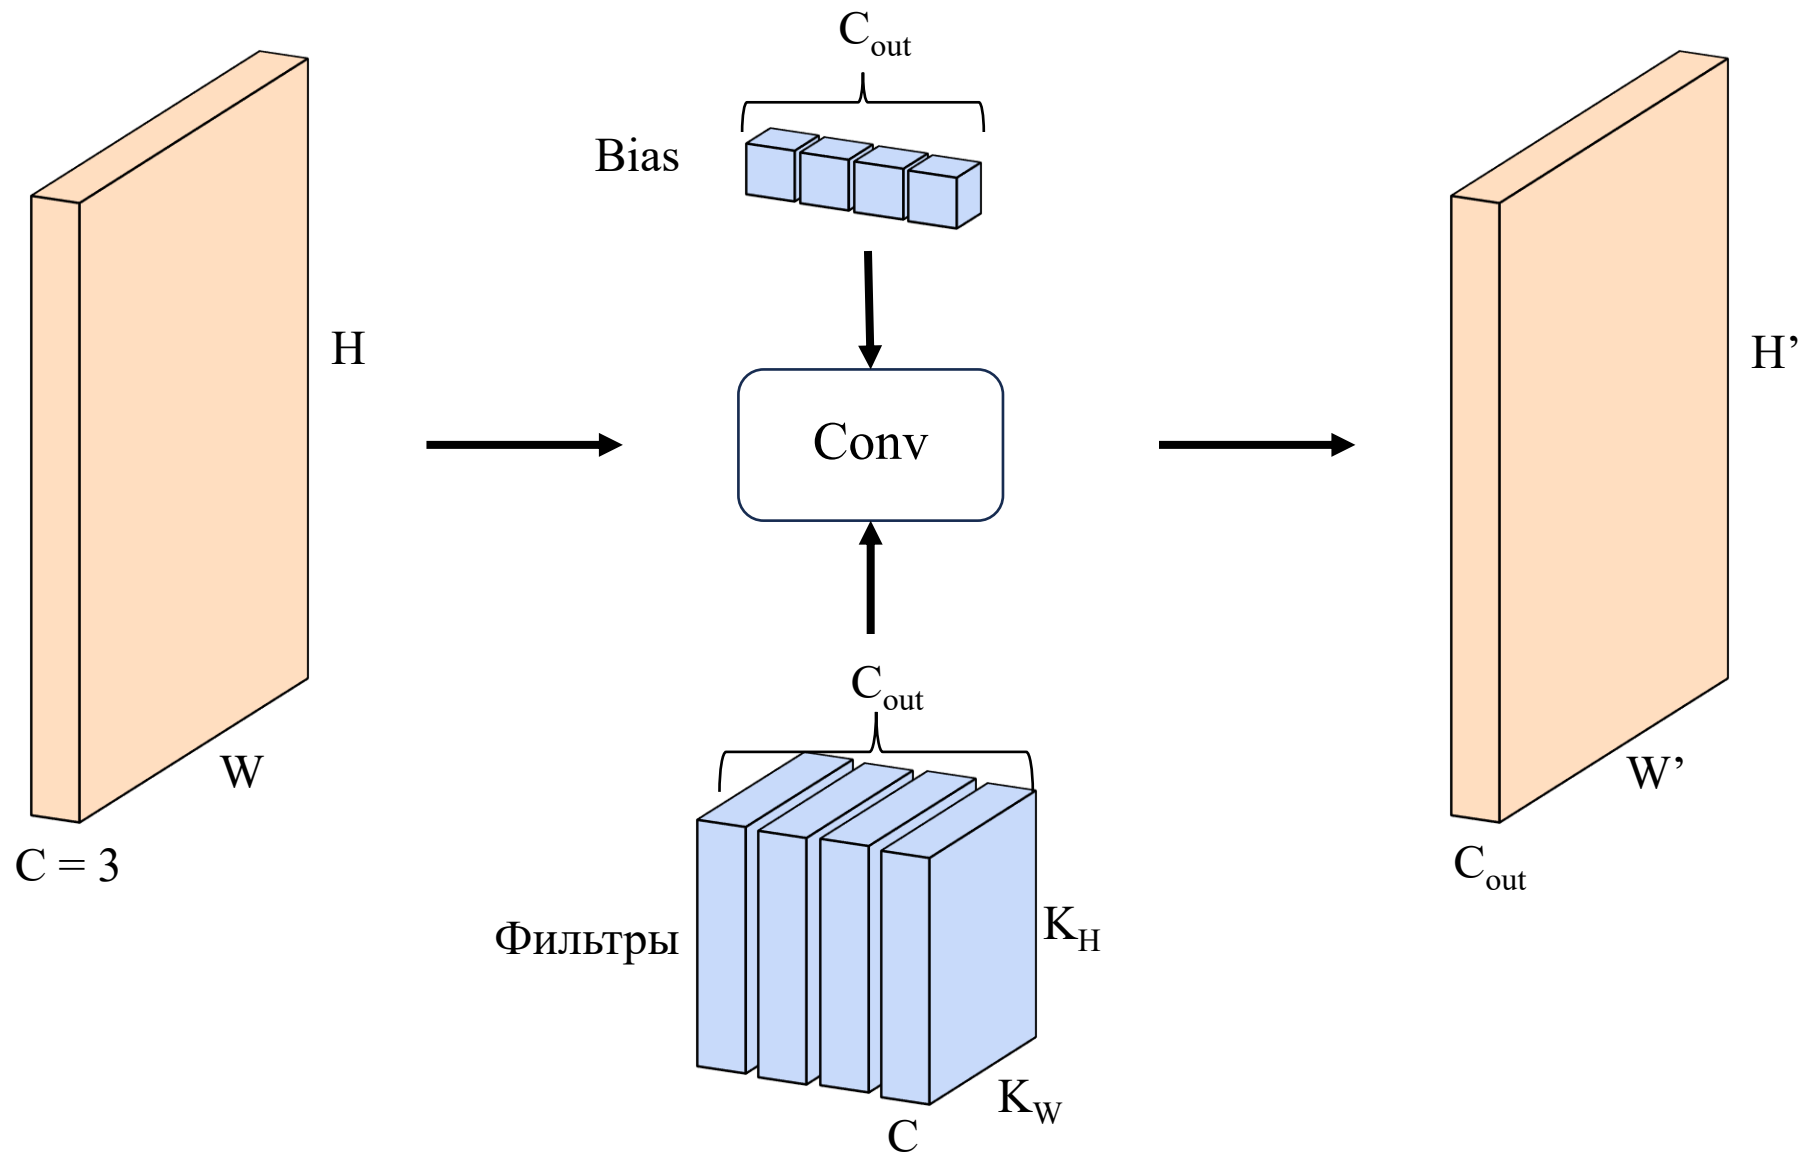 C_out
Bias
H
H’
Conv
C_out
W
W’
C = 3
C_out
Фильтры
K_H
K_W
C